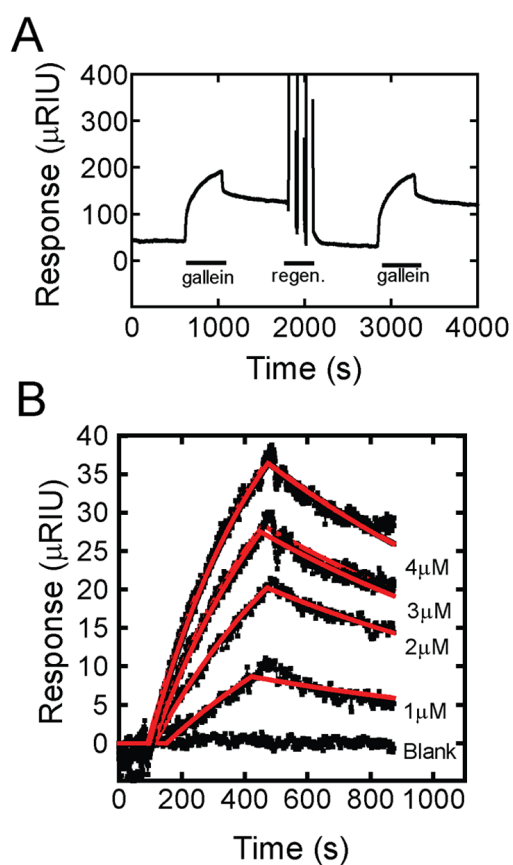 A
Response (μRIU)
400
300
200
100
0
gallein
regen.
gallein
0
1000
2000
3000
4000
Time (s)
B
Response (μRIU)
40
35
30
25
20
15
10
5
0
4μM
3μM
2μM
1μM
Blank
0
200
400
600
800
1000
Time (s)